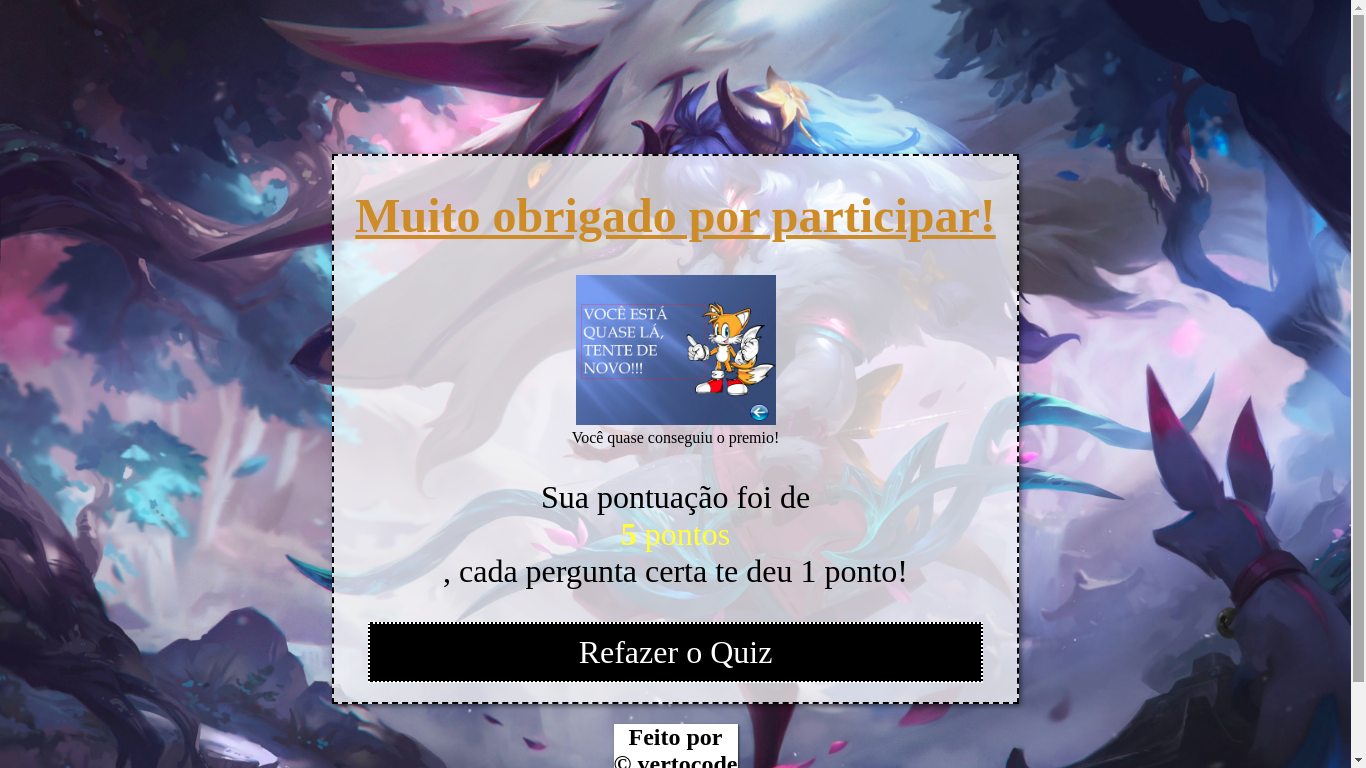 Muito obrigado por participar!
VOCÊ ESTÁ
QUASE LÁ,
TENTE DE
NOVO!!!
Você quase conseguiu o premio!
Sua pontuação foi de
5 pontos
, cada pergunta certa te deu 1 ponto!
Refazer o Quiz
Feito por
© vertocode